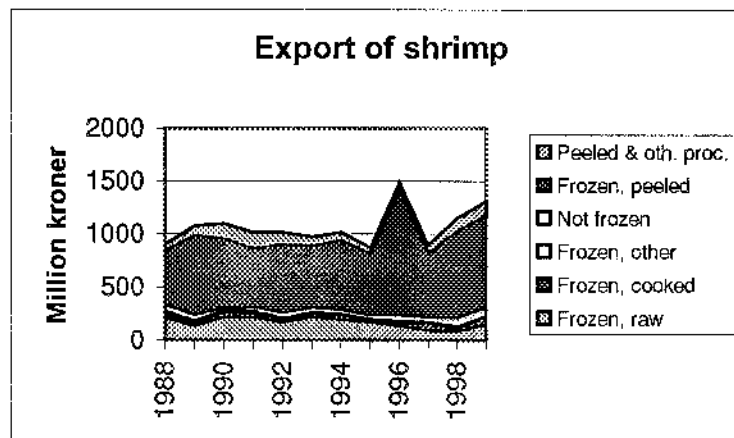 Export of shrimp
Million kroner
2000
1500
1000
500
0
1988
1990
1992
1994
1996
1998
Peeled & oth. proc.
Frozen, peeled
Not frozen
Frozen, other
Frozen, cooked
Frozen, raw